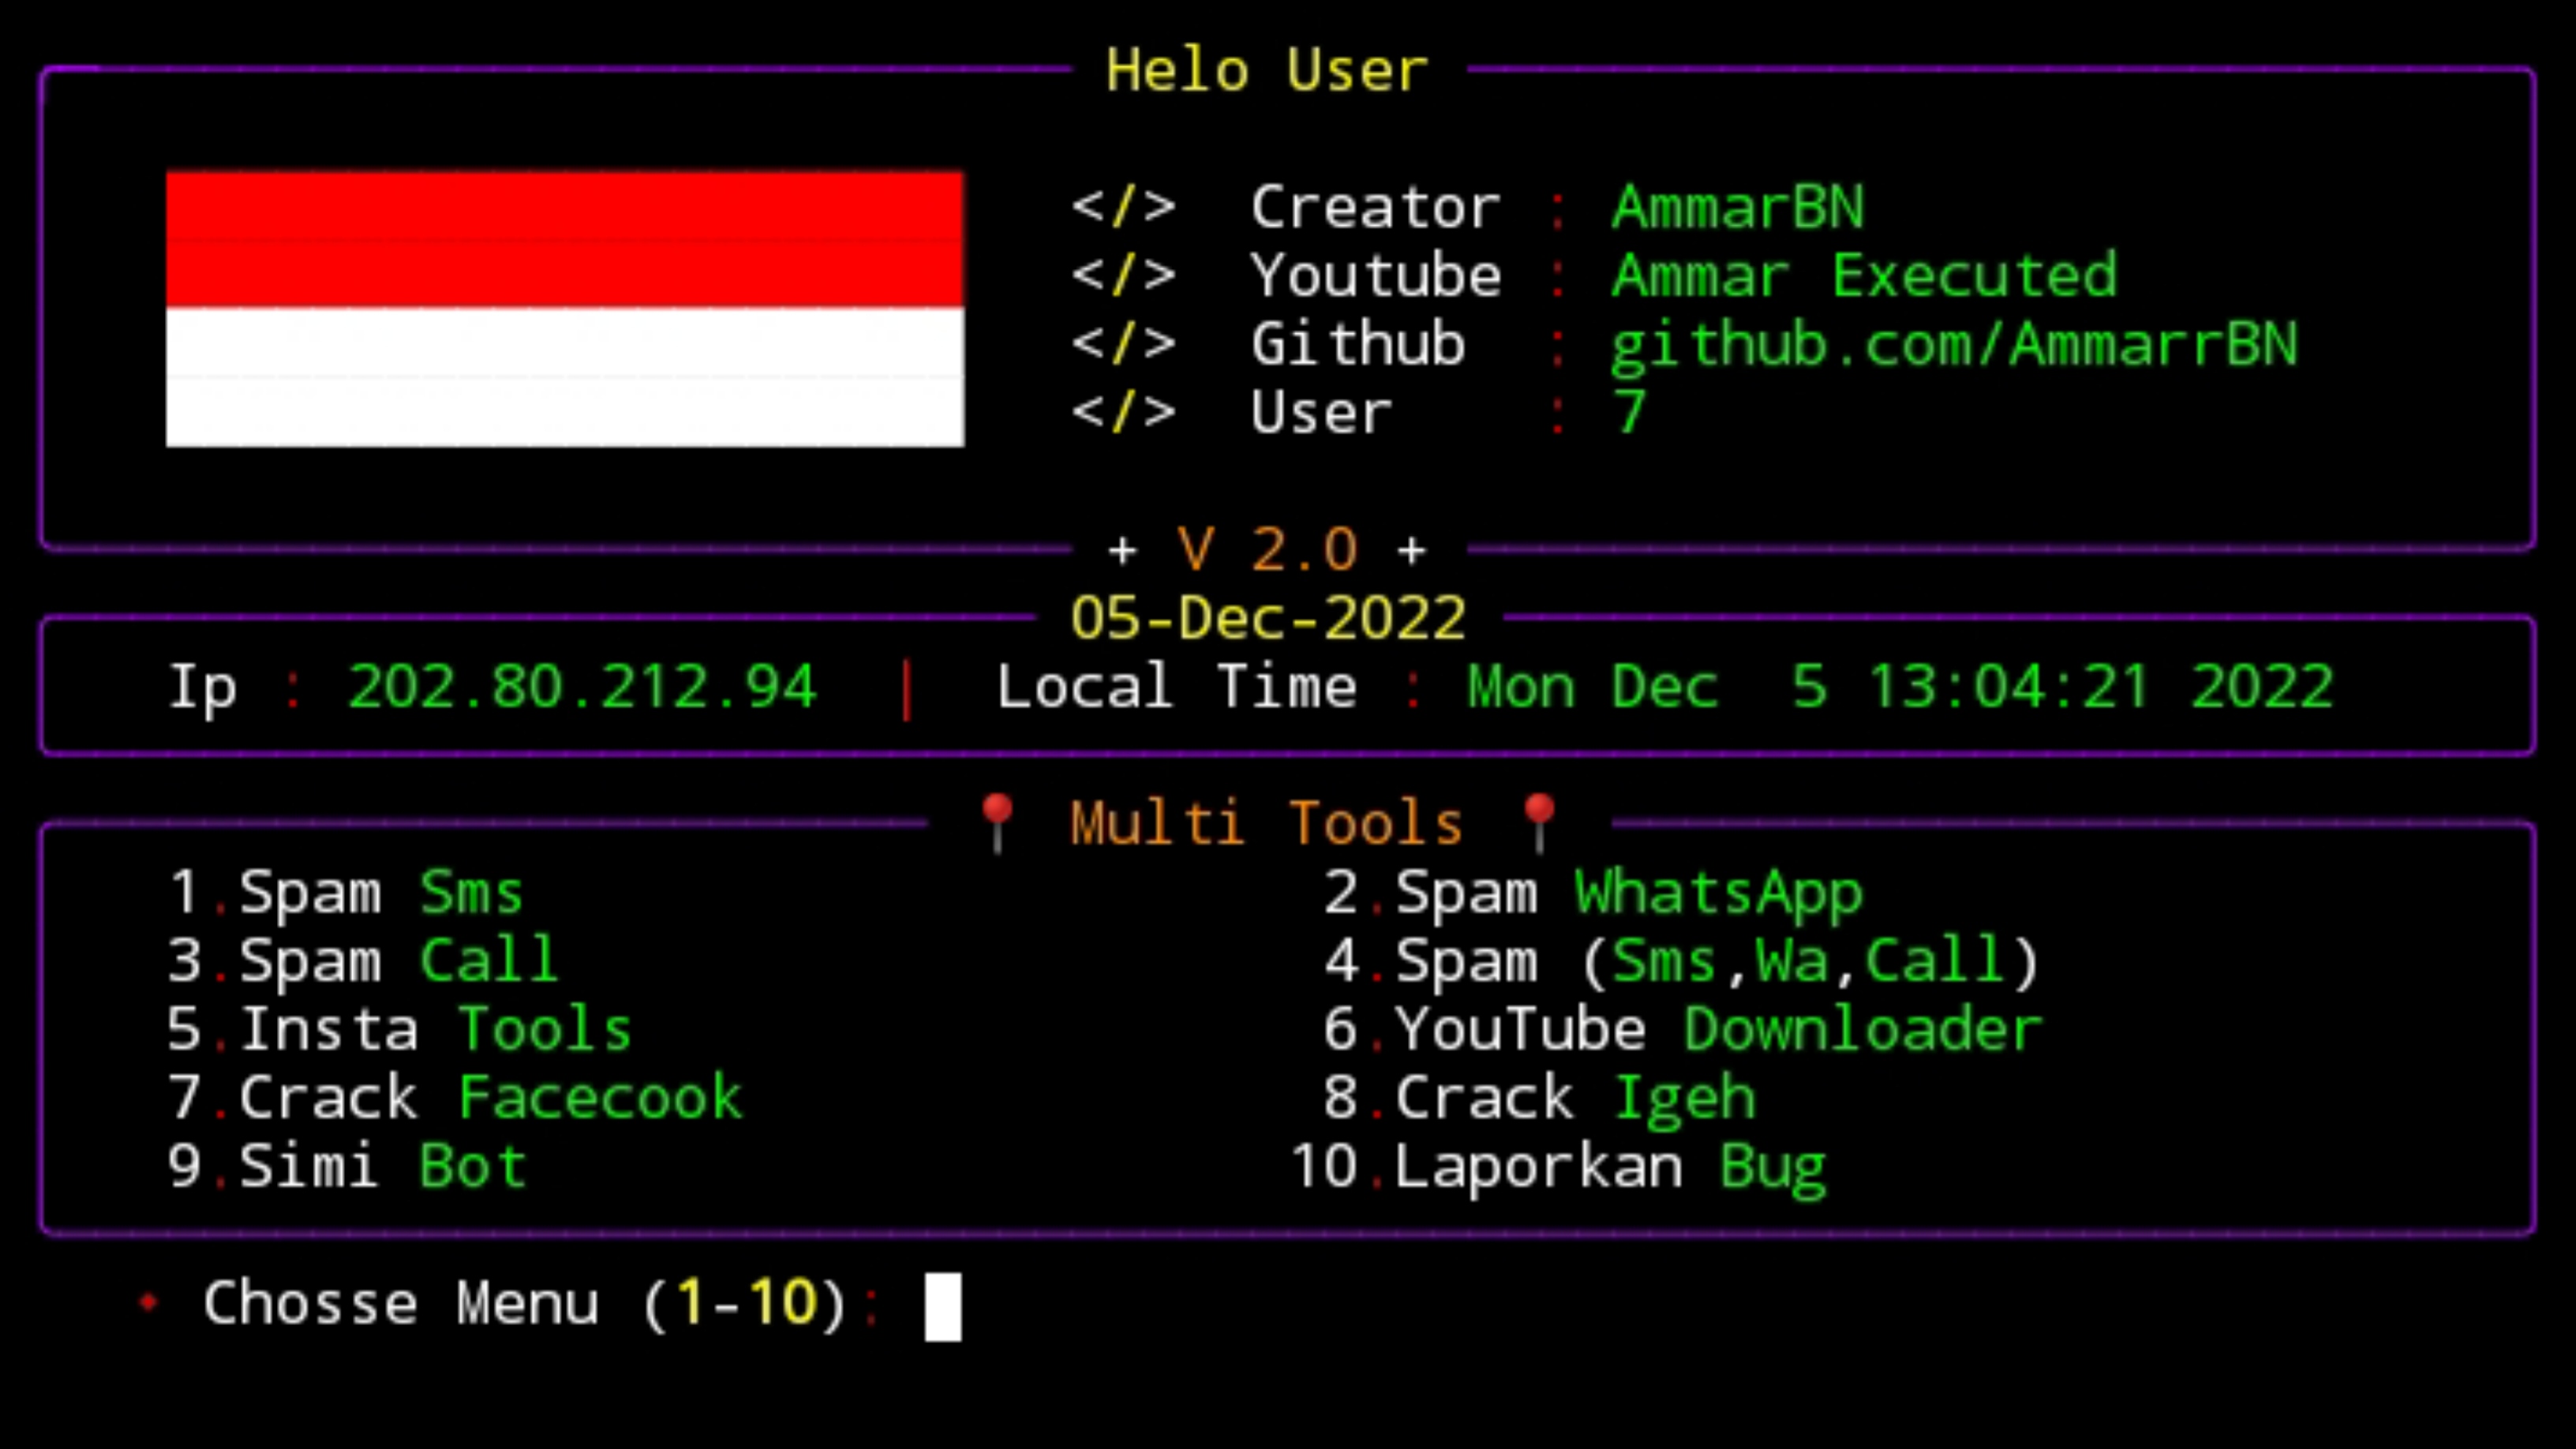 Helo User
</> Creator : AmmarBN
</> Youtube : Ammar Executed
</> Github : github.com/AmmarrBN
</> User : 7
+ V 2.0 +
05-Dec-2022
Ip : 202.80.212.94 | Local Time : Mon Dec  5 13:04:21 2022
📍 Multi Tools 📍
1.Spam Sms 2.Spam WhatsApp
3.Spam Call 4.Spam (Sms,Wa,Call)
5.Insta Tools 6.YouTube Downloader
7.Crack Facecook 8.Crack Igeh
9.Simi Bot 10.Laporkan Bug
Chosse Menu (1-10):